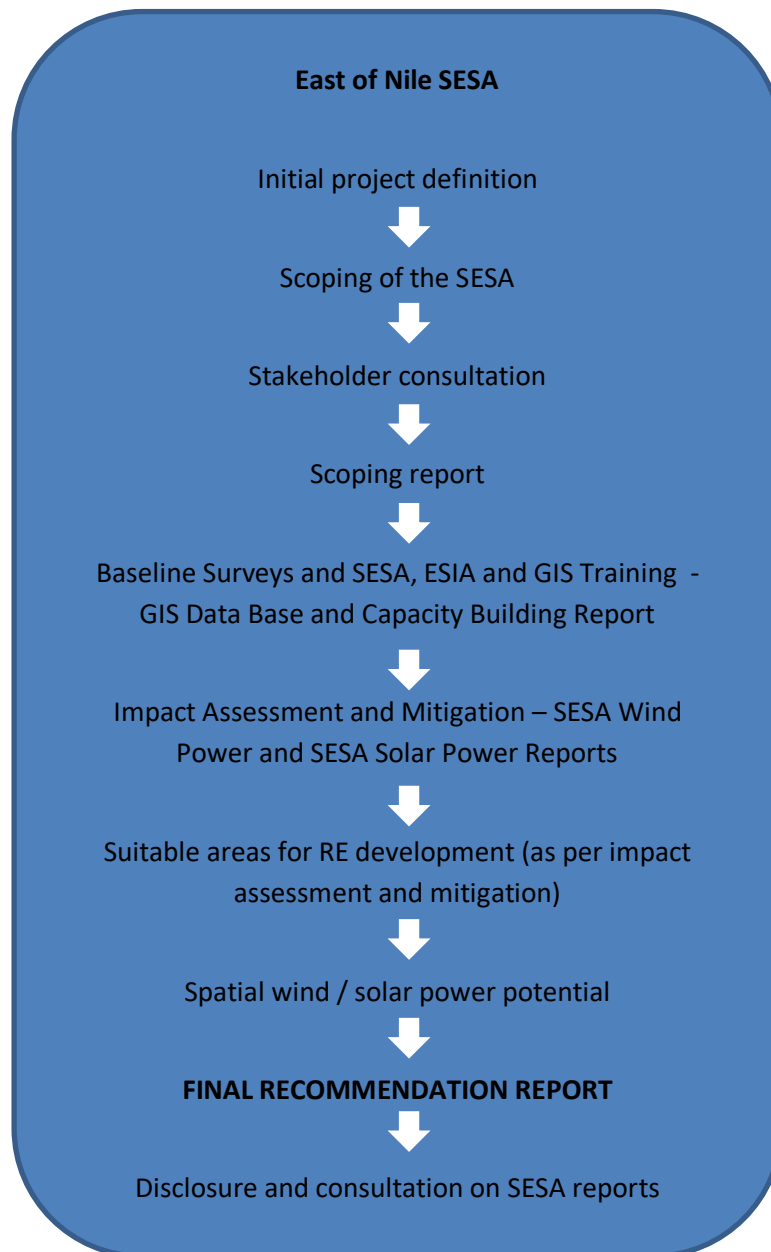 East of Nile SESA
Initial project definition
Scoping of the SESA
Stakeholder consultation
Scoping report
Baseline Surveys and SESA, ESIA and GIS Training -
GIS Data Base and Capacity Building Report
Impact Assessment and Mitigation – SESA Wind
Power and SESA Solar Power Reports
Suitable areas for RE development (as per impact
assessment and mitigation)
Spatial wind / solar power potential
FINAL RECOMMENDATION REPORT
Disclosure and consultation on SESA reports